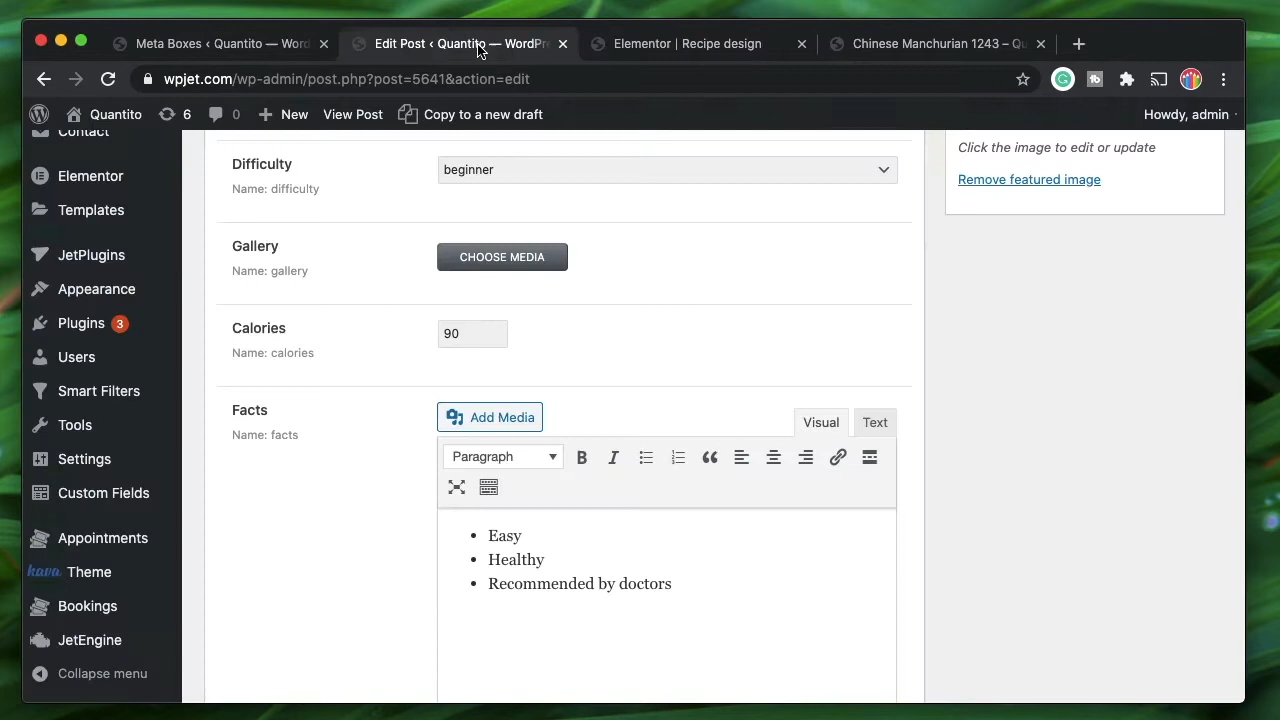 Meta Boxes ‹ Quantito — Word
Edit Post ‹ Quantito — WordPr
Elementor | Recipe design
Chinese Manchurian 1243 – Qu
wpjet.com/wp-admin/post.php?post=5641&action=edit
Quantito
6
0
New
View Post
Copy to a new draft
Howdy, admin
Contact
Elementor
Templates
JetPlugins
Appearance
Plugins 3
Users
Smart Filters
Tools
Settings
Custom Fields
Appointments
kava Theme
Bookings
JetEngine
Collapse menu
Difficulty
Name: difficulty
beginner
Gallery
Name: gallery
CHOOSE MEDIA
Calories
Name: calories
90
Facts
Name: facts
Add Media
Visual
Text
Paragraph
B
I
• Easy
• Healthy
• Recommended by doctors
Click the image to edit or update
Remove featured image